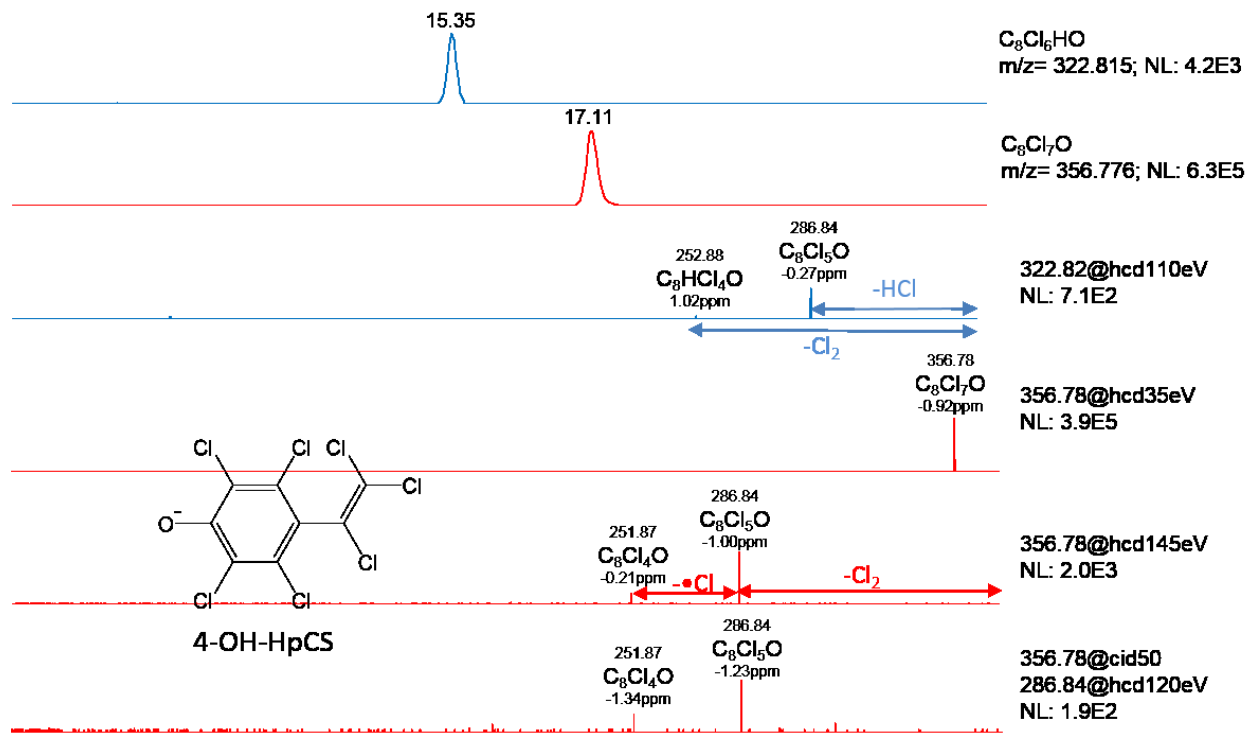 15.35
C₈Cl₆HO
m/z= 322.815; NL: 4.2E3
17.11
C₈Cl₇O
m/z= 356.776; NL: 6.3E5
286.84
C₈Cl₅O
-0.27ppm
252.88
C₈HCl₄O
1.02ppm
-HCl
-Cl₂
322.82@hcd110eV
NL: 7.1E2
356.78
C₈Cl₇O
-0.92ppm
356.78@hcd35eV
NL: 3.9E5
Cl
Cl
Cl
Cl
Cl
Cl
Cl
O⁻
4-OH-HpCS
286.84
C₈Cl₅O
-1.00ppm
251.87
C₈Cl₄O
-0.21ppm
-•Cl
-Cl₂
356.78@hcd145eV
NL: 2.0E3
286.84
C₈Cl₅O
-1.23ppm
251.87
C₈Cl₄O
-1.34ppm
356.78@cid50
286.84@hcd120eV
NL: 1.9E2